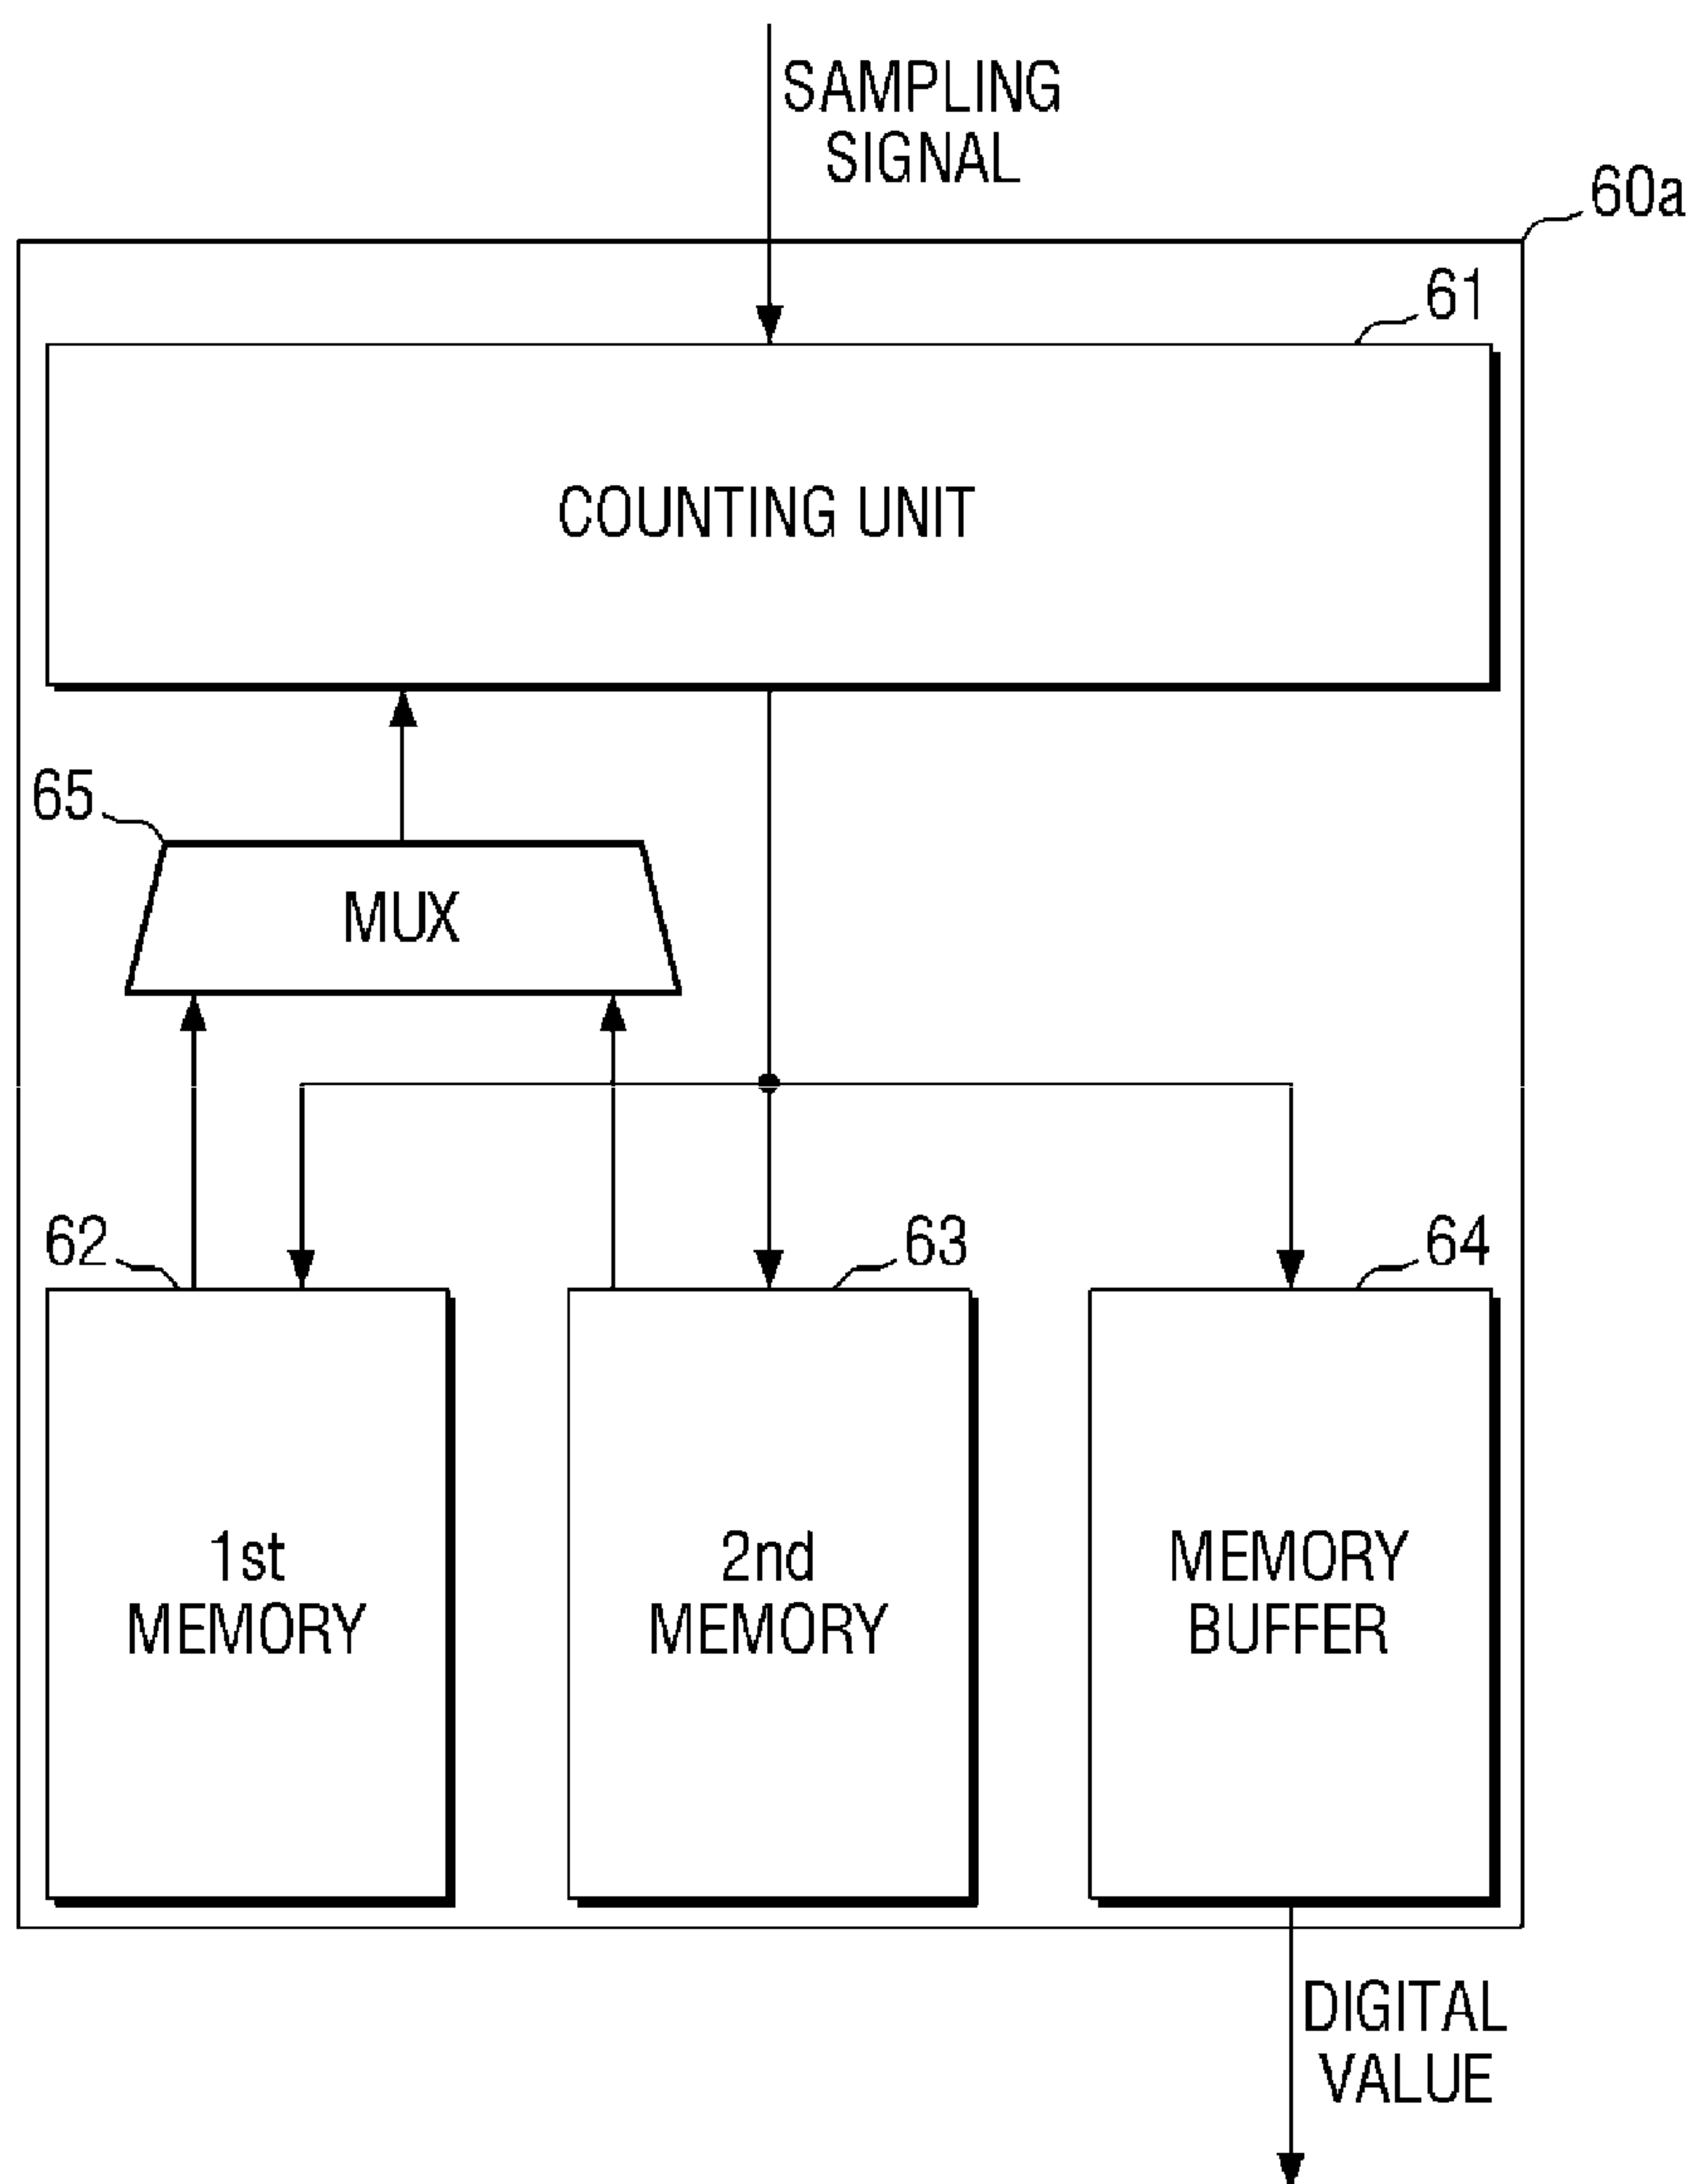 SAMPLING
SIGNAL
60a
61
COUNTING UNIT
65
MUX
62
63
64
1st
MEMORY
2nd
MEMORY
MEMORY
BUFFER
DIGITAL
VALUE